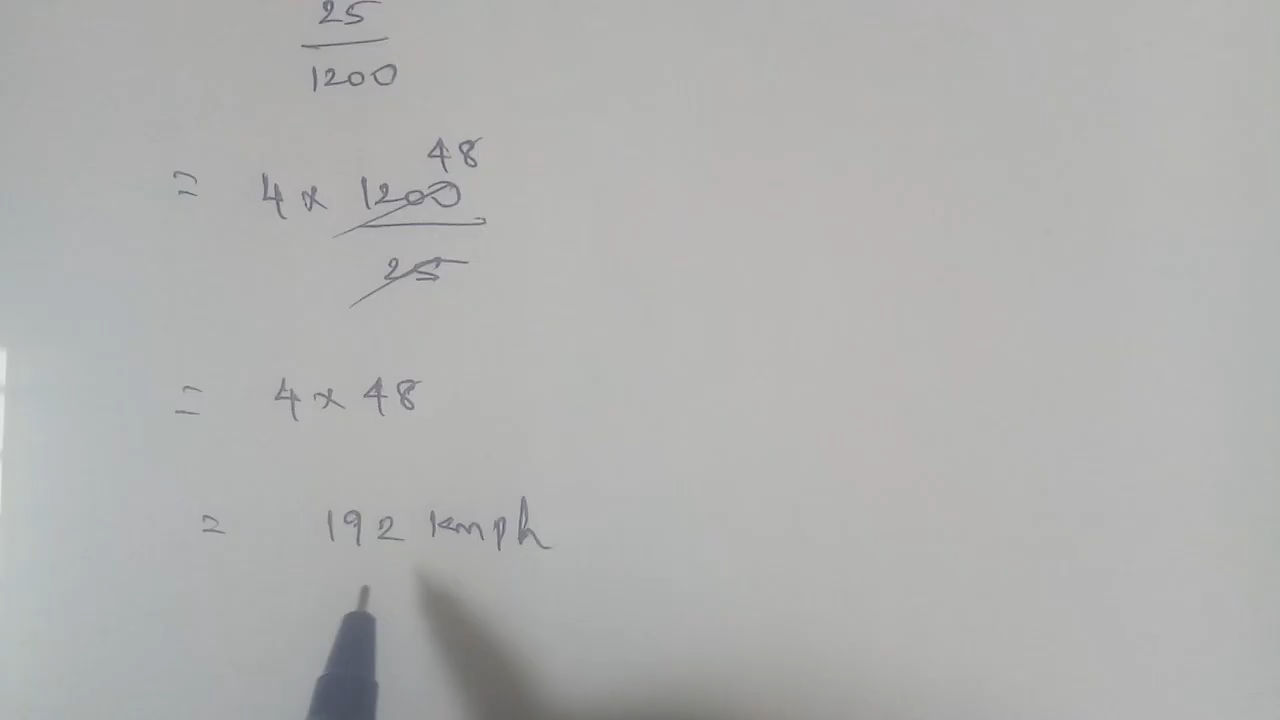 25
1200
48
= 4 x 1200
25
= 4 x 48
= 192 kmph